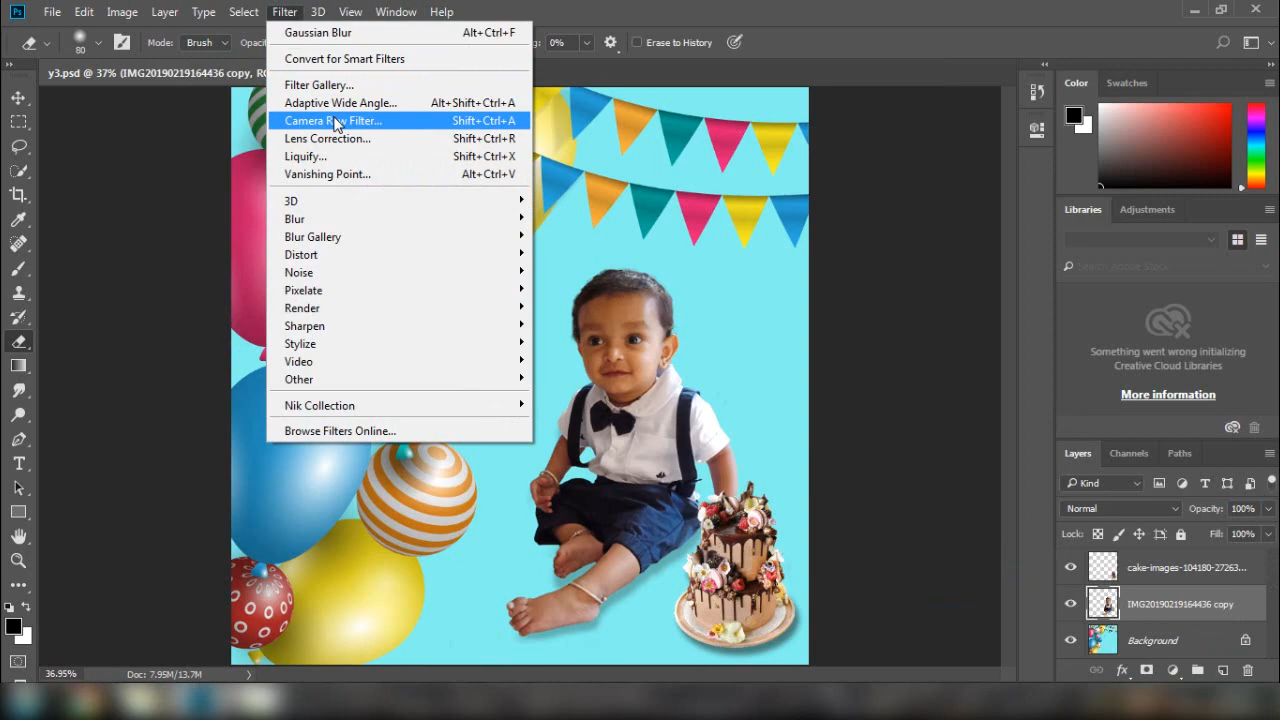 Ps File Edit Image Layer Type Select Filter 3D View Window Help
80 Mode: Brush Opaci 0% Erase to History
y3.psd @ 37% (IMG20190219164436 copy, RG
Gaussian Blur Alt+Ctrl+F
Convert for Smart Filters
Filter Gallery...
Adaptive Wide Angle... Alt+Shift+Ctrl+A
Camera Raw Filter... Shift+Ctrl+A
Lens Correction... Shift+Ctrl+R
Liquify... Shift+Ctrl+X
Vanishing Point... Alt+Ctrl+V
3D
Blur
Blur Gallery
Distort
Noise
Pixelate
Render
Sharpen
Stylize
Video
Other
Nik Collection
Browse Filters Online...
Color Swatches
Libraries Adjustments
Search Adobe Stock
Something went wrong initializing
Creative Cloud Libraries
More information
Layers Channels Paths
Kind
Normal Opacity: 100%
Lock: Fill: 100%
cake-images-104180-27263...
IMG20190219164436 copy
Background
36.95% Doc: 7.95M/13.7M